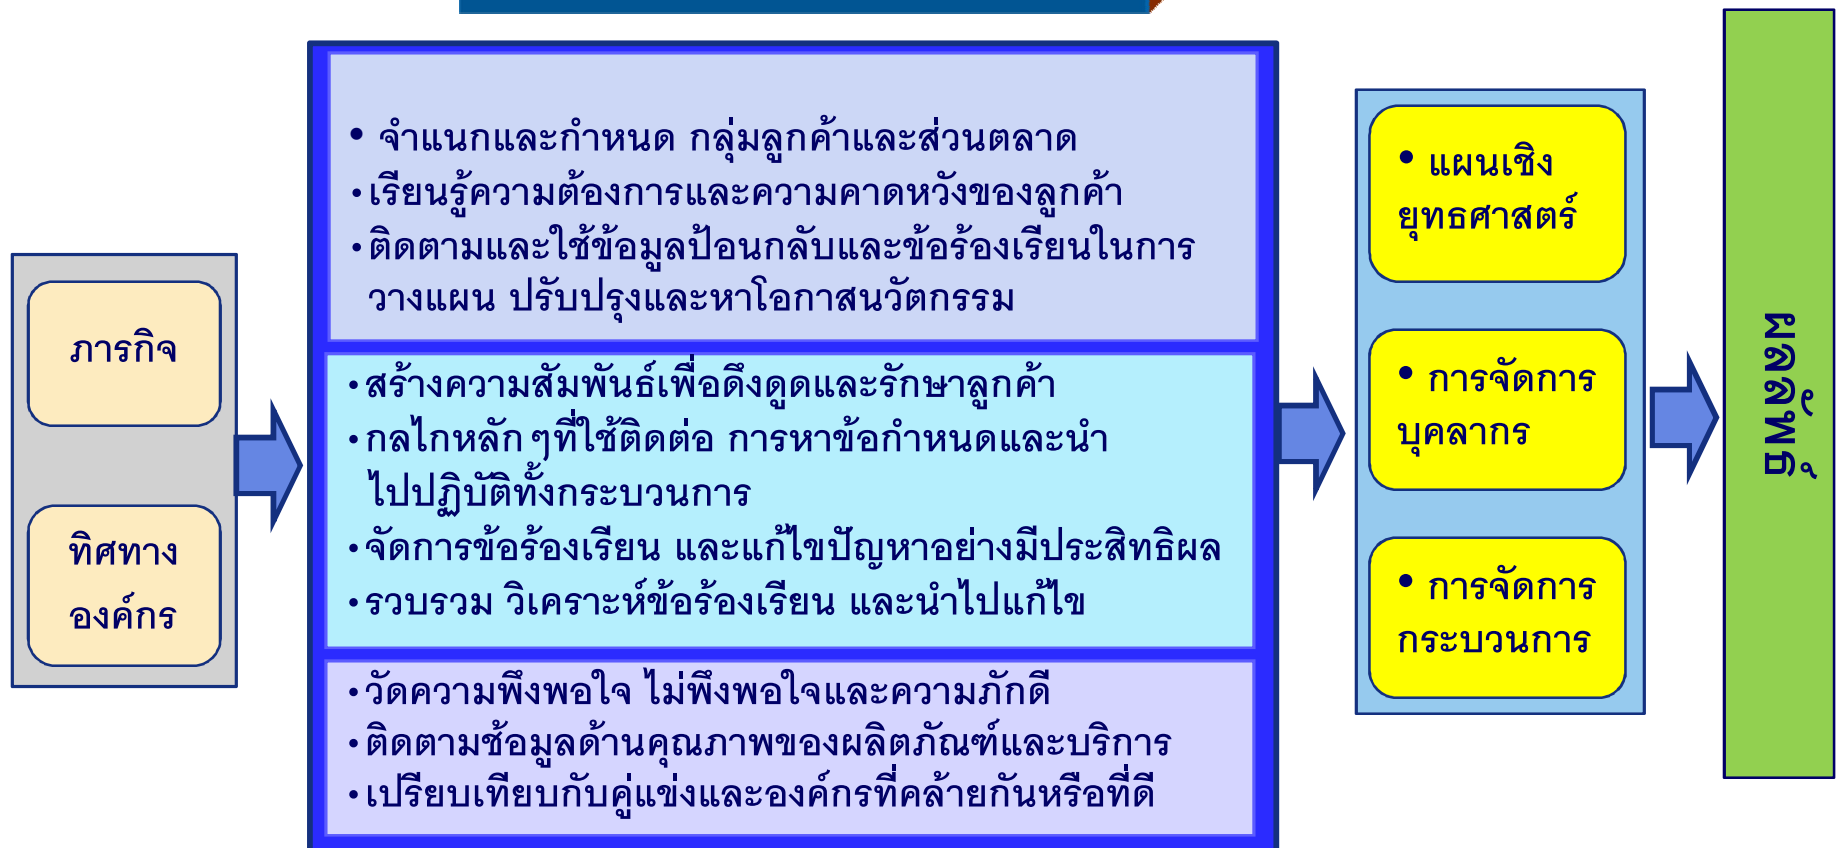 ภารกิจ
ทิศทาง
องค์กร
• จำแนกและกำหนด กลุ่มลูกค้าและส่วนตลาด
•เรียนรู้ความต้องการและความคาดหวังของลูกค้า
•ติดตามและใช้ข้อมูลป้อนกลับและข้อร้องเรียนในการ
วางแผน ปรับปรุงและหาโอกาสนวัตกรรม
•สร้างความสัมพันธ์เพื่อดึงดูดและรักษาลูกค้า
•กลไกหลักๆที่ใช้ติดต่อ การหาข้อกำหนดและนำ
ไปปฏิบัติทั้งกระบวนการ
•จัดการข้อร้องเรียน และแก้ไขปัญหาอย่างมีประสิทธิผล
•รวบรวม วิเคราะห์ข้อร้องเรียน และนำไปแก้ไข
•วัดความพึงพอใจ ไม่พึงพอใจและความภักดี
•ติดตามช้อมูลด้านคุณภาพของผลิตภัณฑ์และบริการ
•เปรียบเทียบกับคู่แข่งและองค์กรที่คล้ายกันหรือที่ดี
• แผนเชิง
ยุทธศาสตร์
• การจัดการ
บุคลากร
• การจัดการ
กระบวนการ
ผลลัพธ์